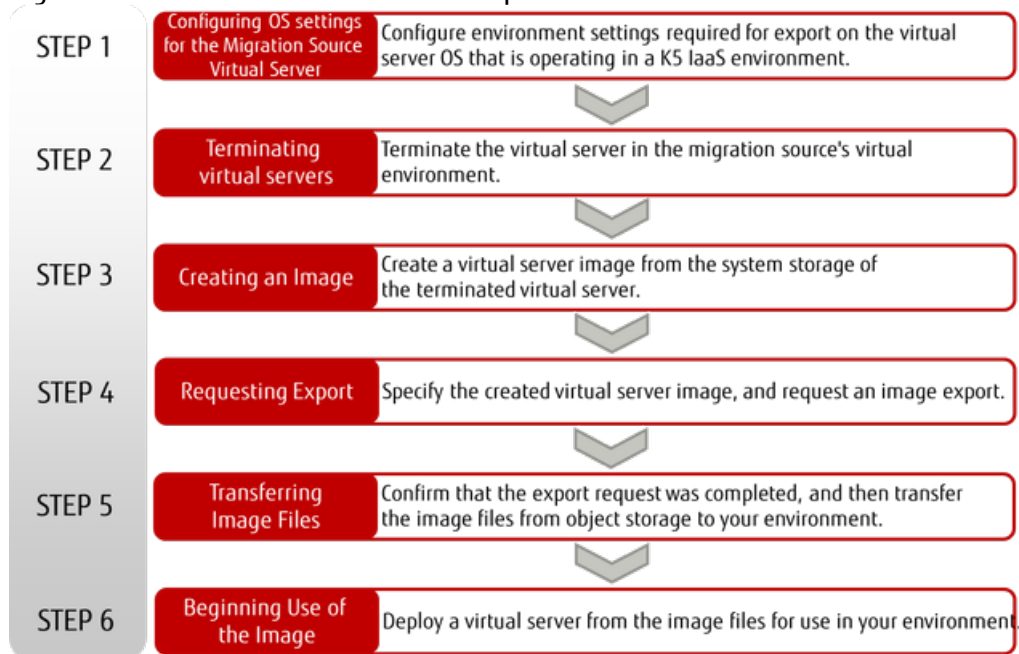 STEP 1
Configuring OS settings
for the Migration Source
Virtual Server
Configure environment settings required for export on the virtual
server OS that is operating in a K5 IaaS environment.
STEP 2
Terminating
virtual servers
Terminate the virtual server in the migration source's virtual
environment.
STEP 3
Creating an Image
Create a virtual server image from the system storage of
the terminated virtual server.
STEP 4
Requesting Export
Specify the created virtual server image, and request an image export.
STEP 5
Transferring
Image Files
Confirm that the export request was completed, and then transfer
the image files from object storage to your environment.
STEP 6
Beginning Use of
the Image
Deploy a virtual server from the image files for use in your environment.